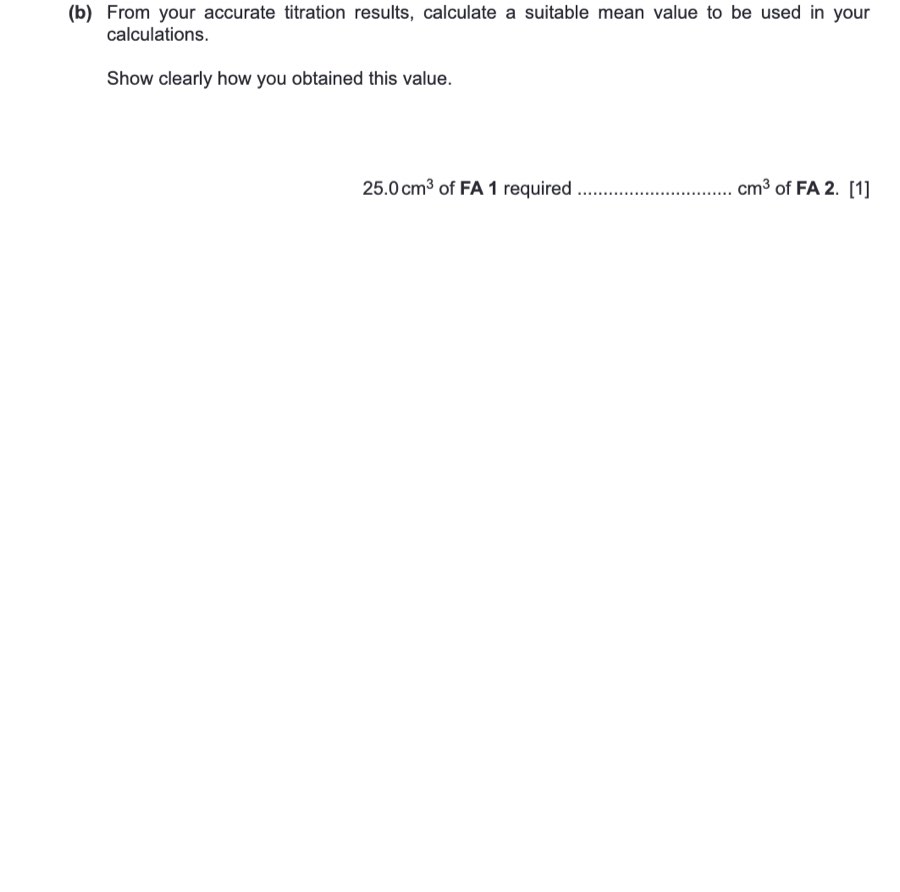 (b) From your accurate titration results, calculate a suitable mean value to be used in your
calculations.
Show clearly how you obtained this value.
25.0 cm³ of FA 1 required ............................. cm³ of FA 2. [1]